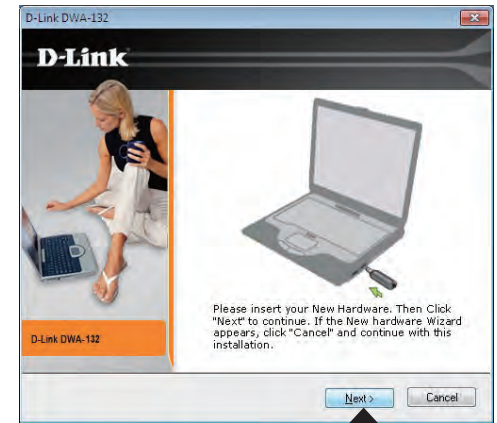 D-Link DWA-132
D-Link
Please insert your New Hardware. Then Click
"Next" to continue. If the New hardware Wizard
appears, click "Cancel" and continue with this
installation.
D-Link DWA-132
Next >
Cancel